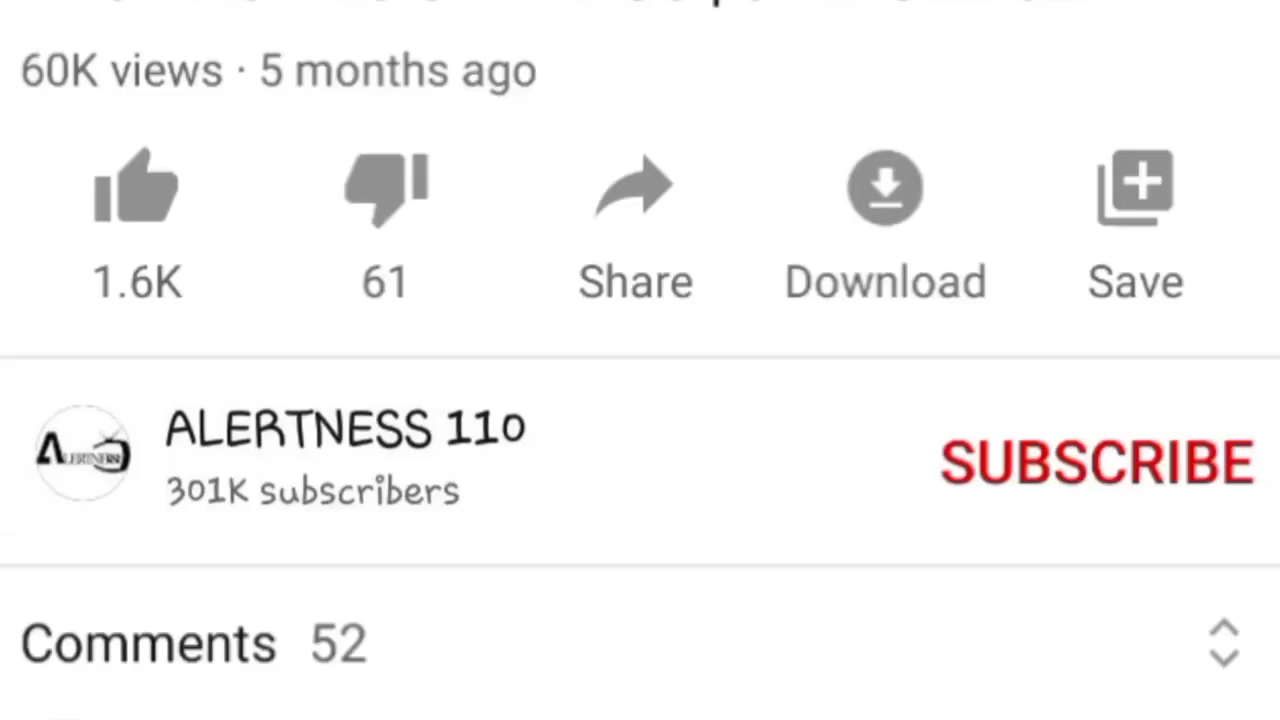 60K views · 5 months ago
1.6K
61
Share
Download
Save
ALERTNESS 110
301K subscribers
SUBSCRIBE
Comments 52